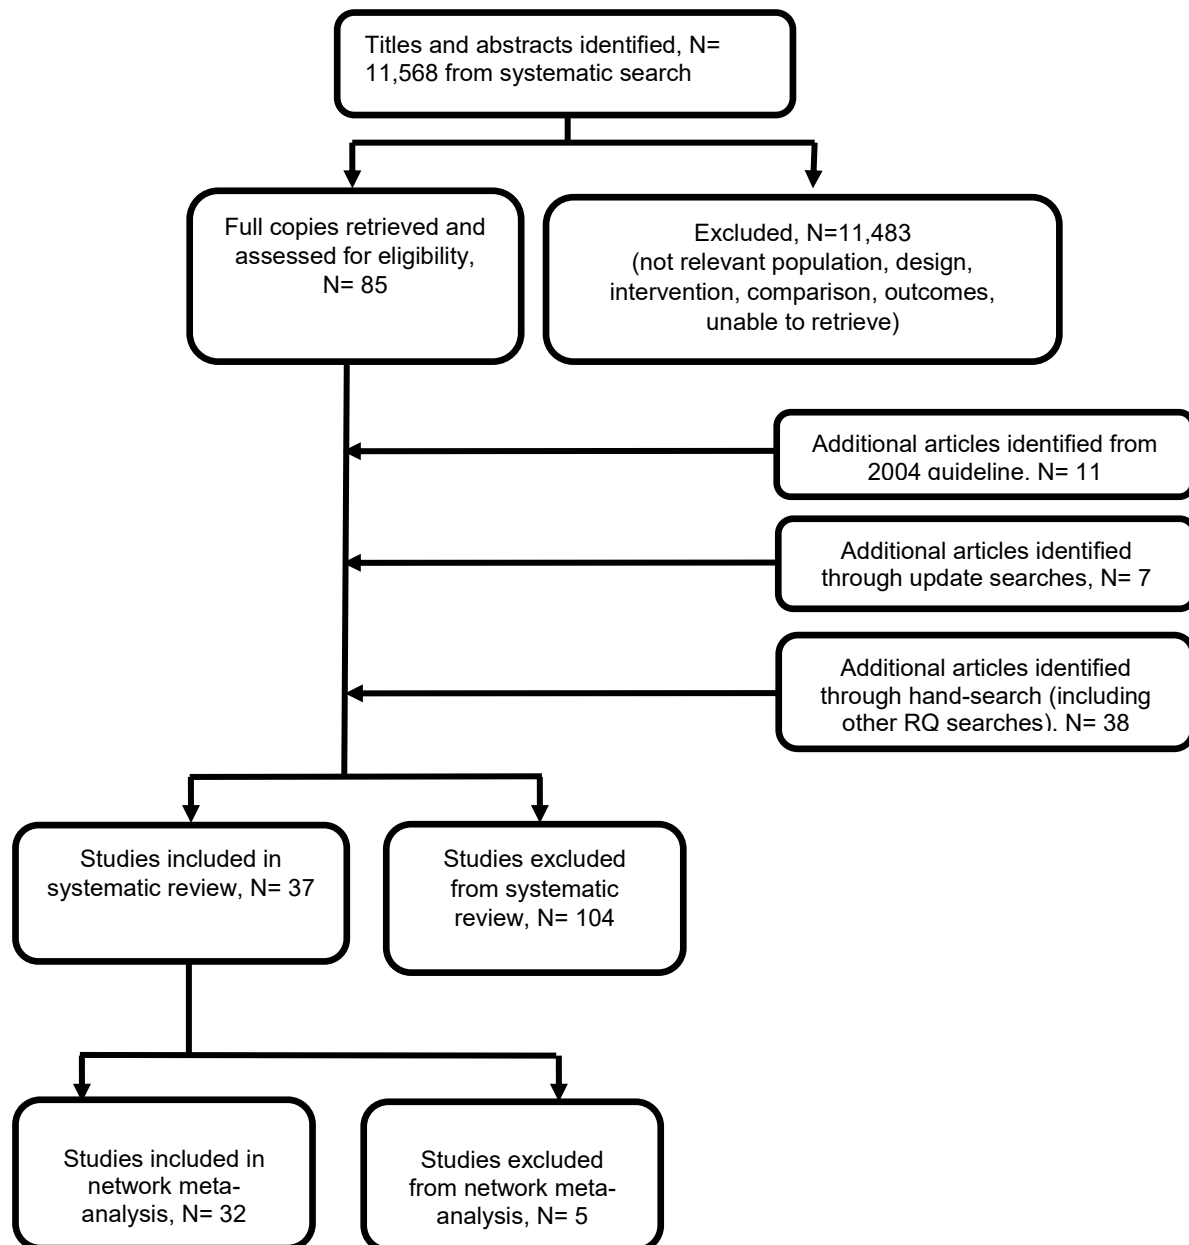 Titles and abstracts identified, N=
11,568 from systematic search
Full copies retrieved and
assessed for eligibility,
N= 85
Excluded, N=11,483
(not relevant population, design,
intervention, comparison, outcomes,
unable to retrieve)
Additional articles identified from
2004 guideline, N= 11
Additional articles identified
through update searches, N= 7
Additional articles identified
through hand-search (including
other RQ searches), N= 38
Studies included in
systematic review, N= 37
Studies excluded
from systematic
review, N= 104
Studies included in
network meta-
analysis, N= 32
Studies excluded
from network meta-
analysis, N= 5